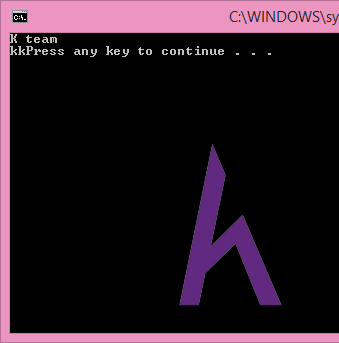 C:\WINDOWS\sy
K team
kkPress any key to continue . . .